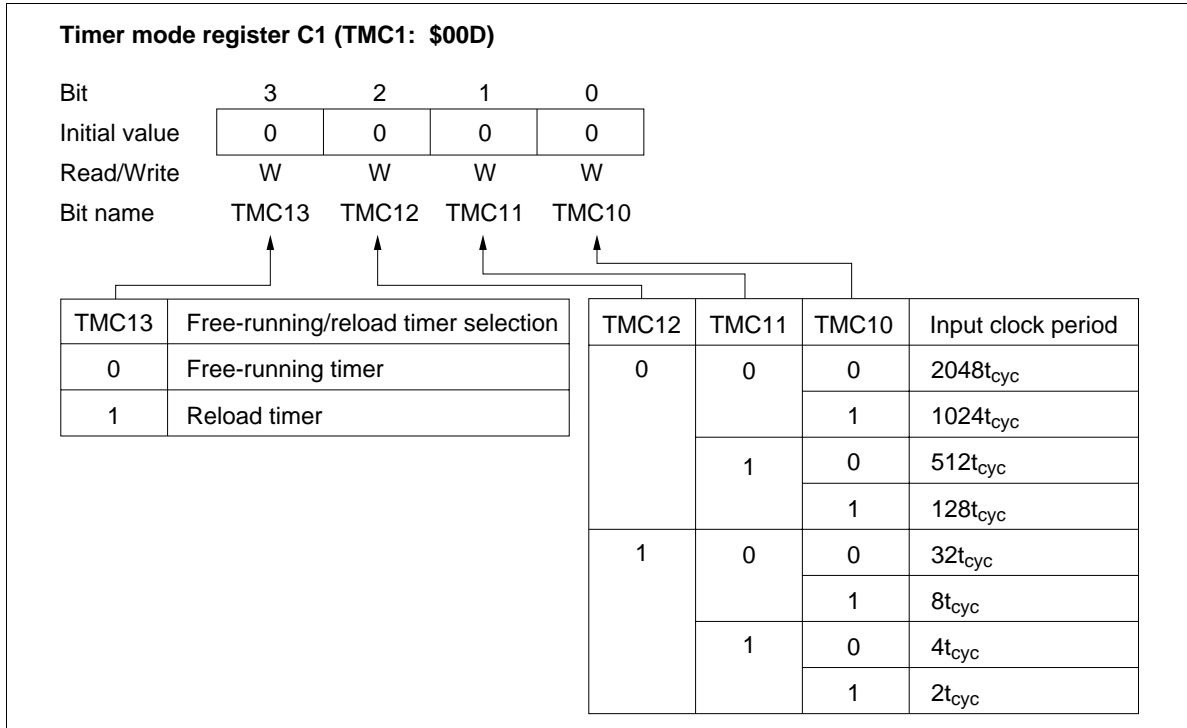 Timer mode register C1 (TMC1: $00D)
Bit 3 2 1 0
Initial value 0 0 0 0
Read/Write W W W W
Bit name TMC13 TMC12 TMC11 TMC10
TMC13 Free-running/reload timer selection
0 Free-running timer
1 Reload timer
TMC12 TMC11 TMC10 Input clock period
0 0 0 2048tcyc
1 1024tcyc
1 0 512tcyc
1 128tcyc
1 0 0 32tcyc
1 8tcyc
1 0 4tcyc
1 2tcyc